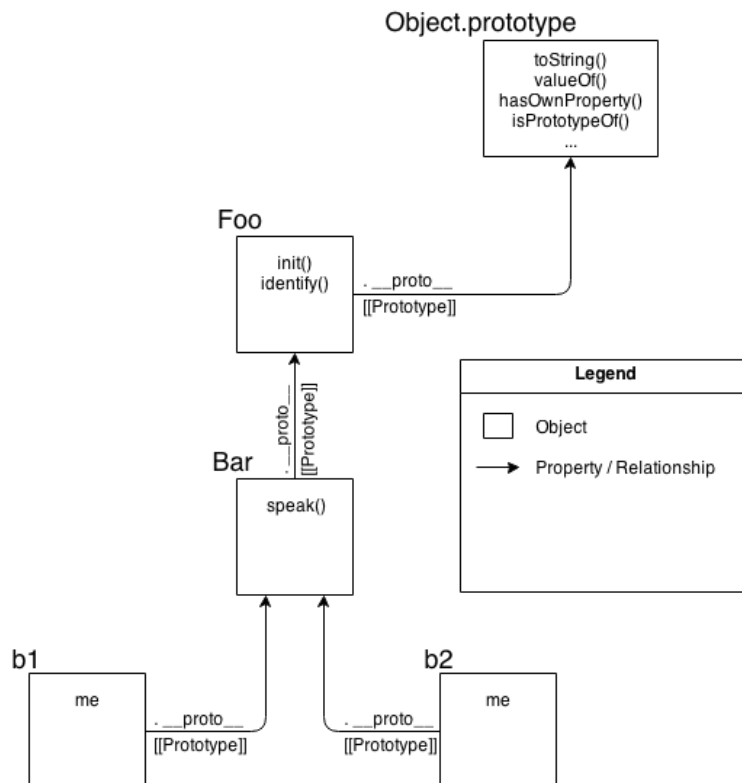 Object.prototype
toString()
valueOf()
hasOwnProperty()
isPrototypeOf()
...
Foo
init()
identify()
. __proto__
[[Prototype]]
. __proto__
[[Prototype]]
Legend
Object
Property / Relationship
Bar
speak()
b1
me
. __proto__
[[Prototype]]
b2
me
. __proto__
[[Prototype]]